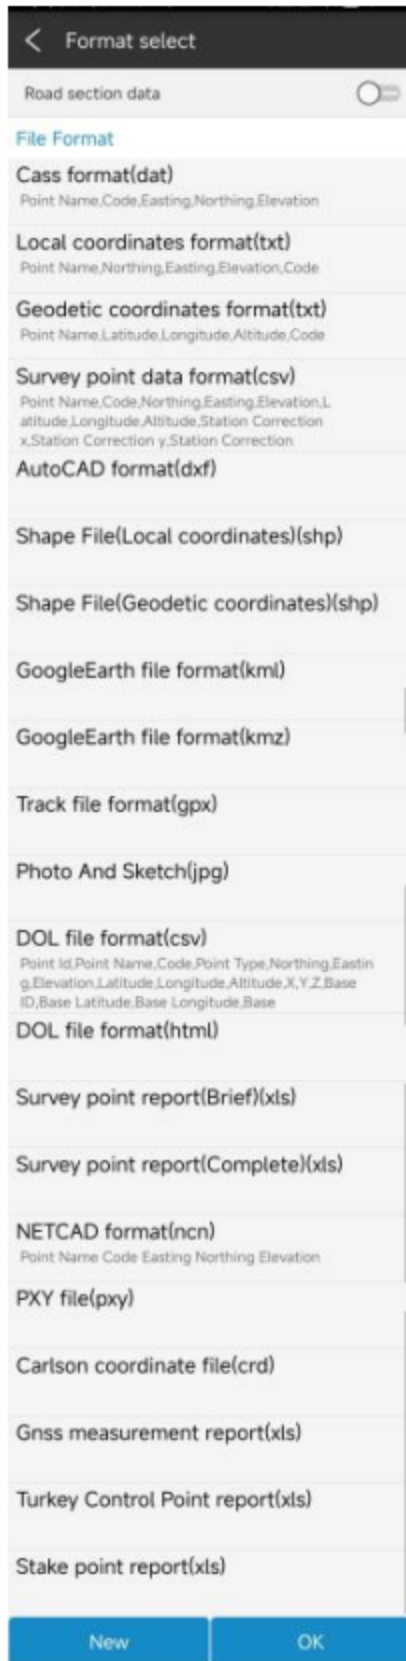 Format select
Road section data
File Format
Cass format(dat)
Point Name,Code,Easting,Northing,Elevation
Local coordinates format(txt)
Point Name,Northing,Easting,Elevation,Code
Geodetic coordinates format(txt)
Point Name,Latitude,Longitude,Altitude,Code
Survey point data format(csv)
Point Name,Code,Northing,Easting,Elevation,L
atitude,Longitude,Altitude,Station Correction
x,Station Correction y,Station Correction
AutoCAD format(dxf)
Shape File(Local coordinates)(shp)
Shape File(Geodetic coordinates)(shp)
GoogleEarth file format(kml)
GoogleEarth file format(kmz)
Track file format(gpx)
Photo And Sketch(jpg)
DOL file format(csv)
Point Id,Point Name,Code,Point Type,Northing,Eastin
g,Elevation,Latitude,Longitude,Altitude,X,Y,Z,Base
ID,Base Latitude,Base Longitude,Base
DOL file format(html)
Survey point report(Brief)(xls)
Survey point report(Complete)(xls)
NETCAD format(ncn)
Point Name Code Easting Northing Elevation
PXY file(pxy)
Carlson coordinate file(crd)
Gnss measurement report(xls)
Turkey Control Point report(xls)
Stake point report(xls)
New OK